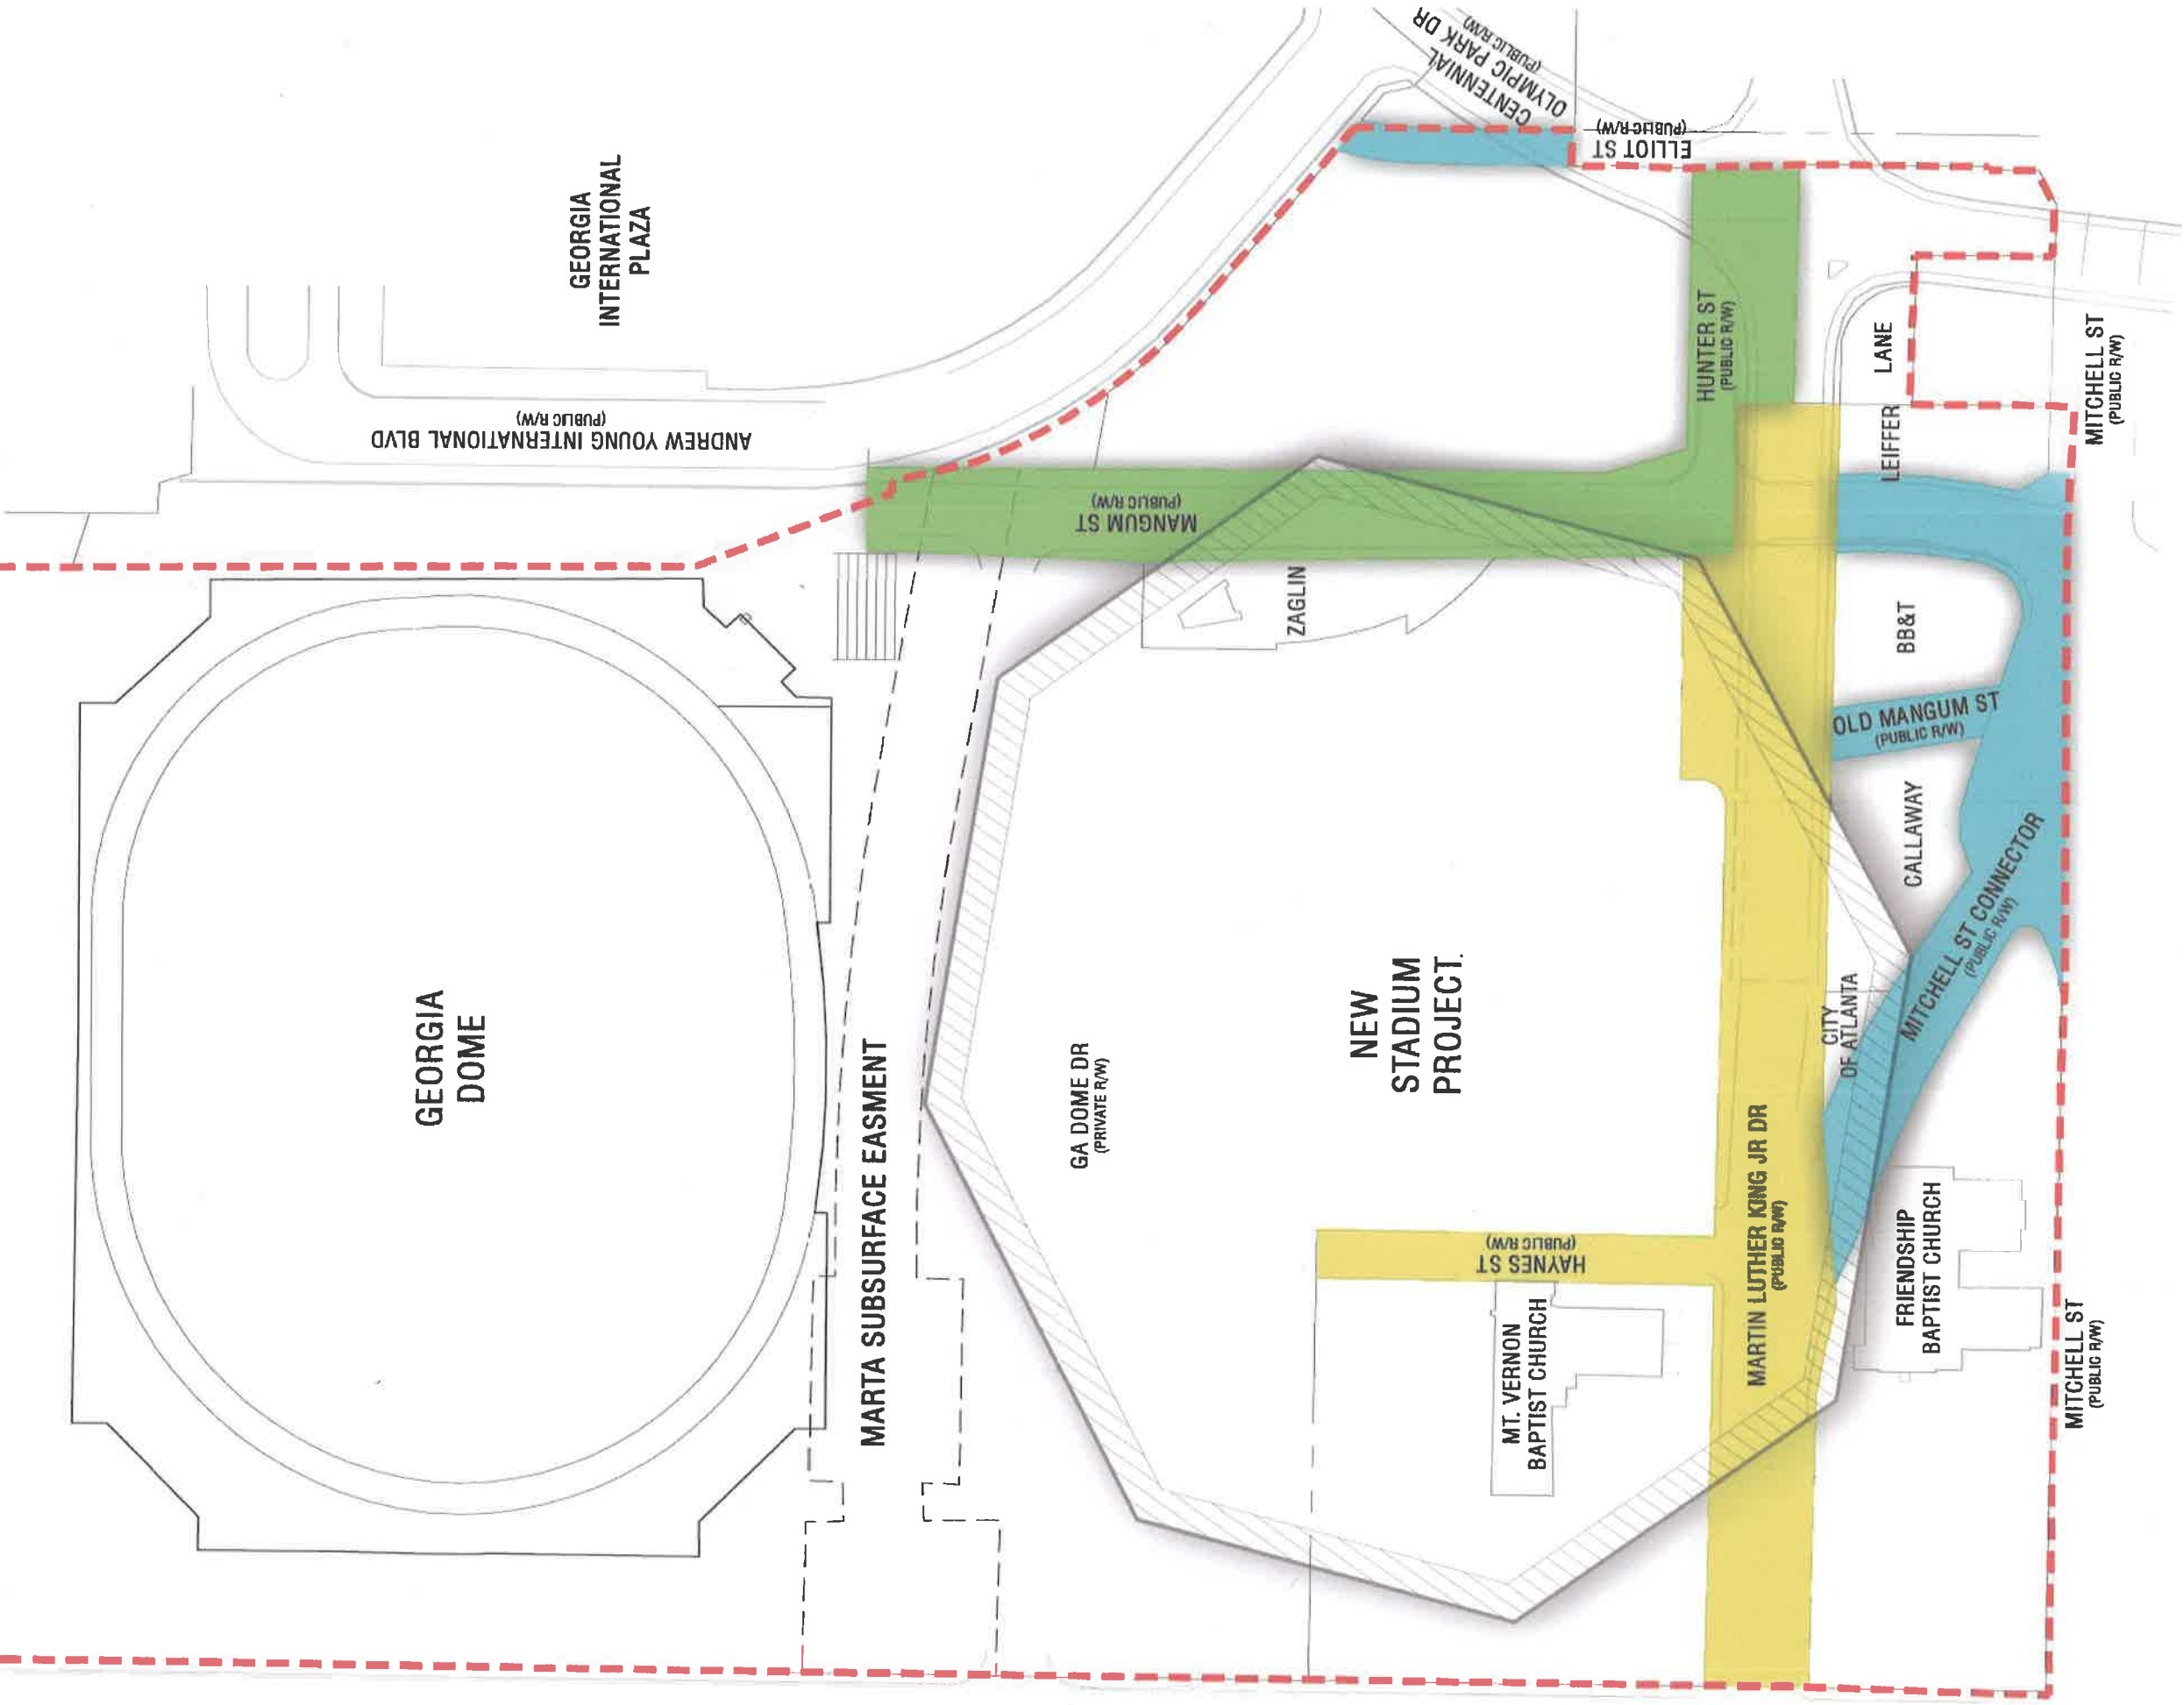 GEORGIA
INTERNATIONAL
PLAZA
ANDREW YOUNG INTERNATIONAL BLVD
(PUBLIC R/W)
CENTENNIAL
OLYMPIC PARK DR
(PUBLIC R/W)
ELLIOT ST
(PUBLIC R/W)
HUNTER ST
(PUBLIC R/W)
LEIFFER LANE
MITCHELL ST
(PUBLIC R/W)
MANGUM ST
(PUBLIC R/W)
ZAGLIN
BB&T
OLD MANGUM ST
(PUBLIC R/W)
CALLAWAY
MITCHELL ST CONNECTOR
(PUBLIC R/W)
GEORGIA
DOME
MARTA SUBSURFACE EASMENT
GA DOME DR
(PRIVATE R/W)
NEW
STADIUM
PROJECT.
CITY
OF ATLANTA
HAYNES ST
(PUBLIC R/W)
MARTIN LUTHER KING JR DR
(PUBLIC R/W)
MT. VERNON
BAPTIST CHURCH
FRIENDSHIP
BAPTIST CHURCH
MITCHELL ST
(PUBLIC R/W)